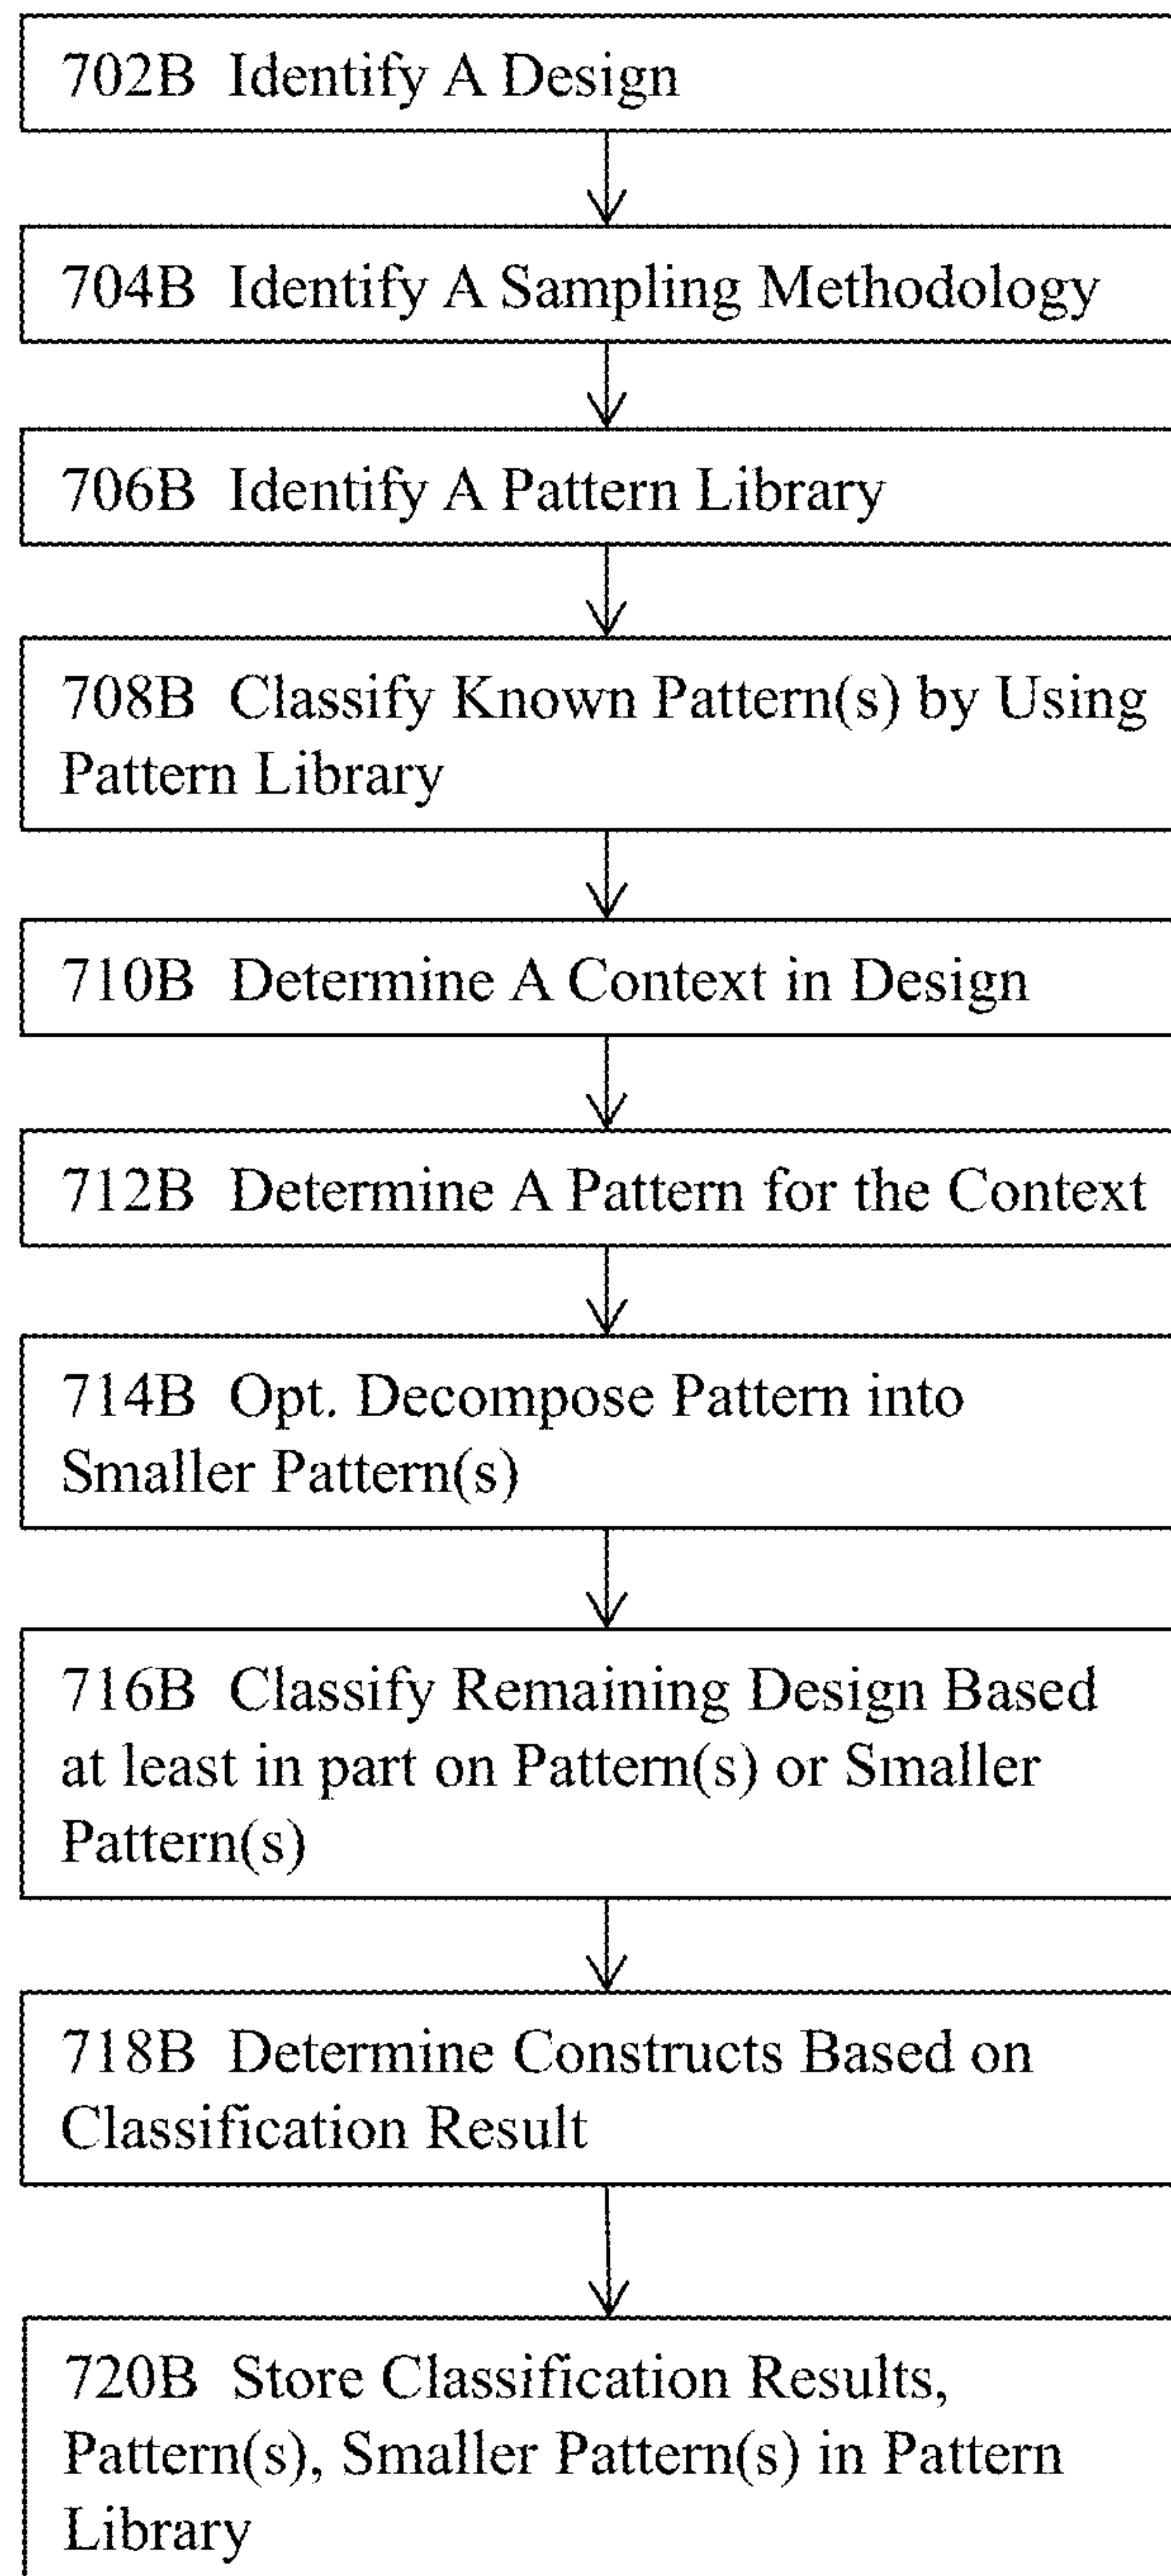 702B Identify A Design
704B Identify A Sampling Methodology
706B Identify A Pattern Library
708B Classify Known Pattern(s) by Using
Pattern Library
710B Determine A Context in Design
712B Determine A Pattern for the Context
714B Opt. Decompose Pattern into
Smaller Pattern(s)
716B Classify Remaining Design Based
at least in part on Pattern(s) or Smaller
Pattern(s)
718B Determine Constructs Based on
Classification Result
720B Store Classification Results,
Pattern(s), Smaller Pattern(s) in Pattern
Library